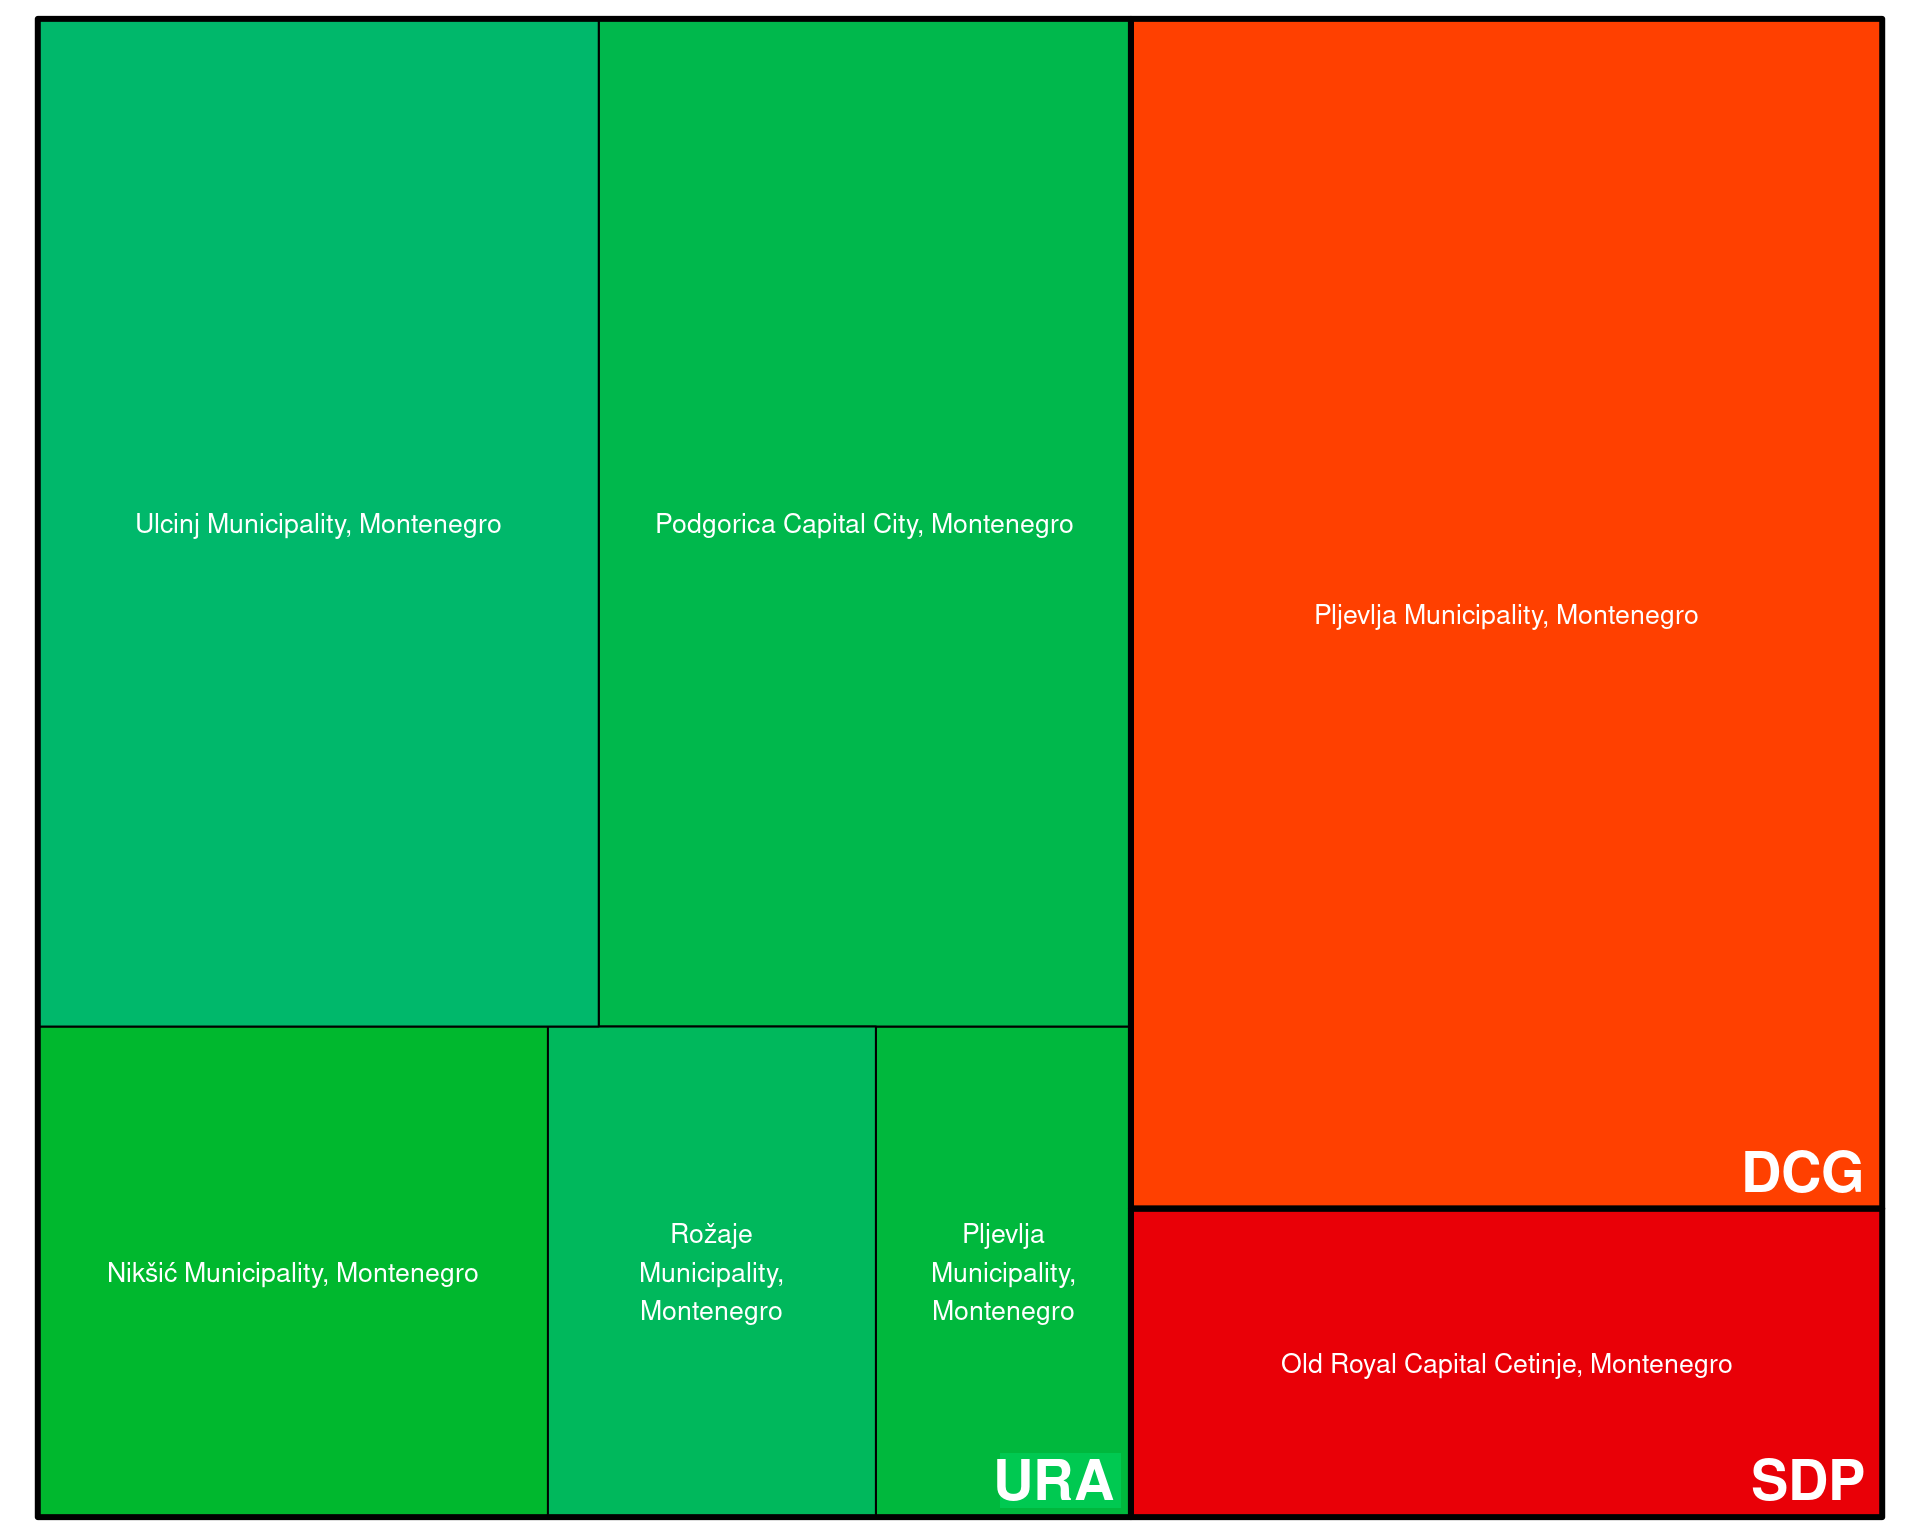 Ulcinj Municipality, Montenegro
Podgorica Capital City, Montenegro
Pljevlja Municipality, Montenegro
DCG
Nikšić Municipality, Montenegro
Rožaje
Municipality,
Montenegro
Pljevlja
Municipality,
Montenegro
URA
Old Royal Capital Cetinje, Montenegro
SDP